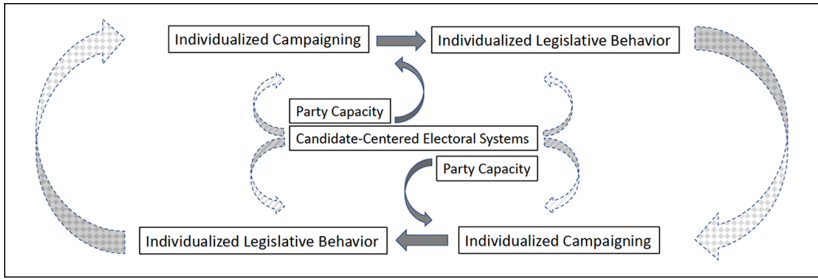 Individualized Campaigning
Individualized Legislative Behavior
Party Capacity
Candidate-Centered Electoral Systems
Party Capacity
Individualized Legislative Behavior
Individualized Campaigning